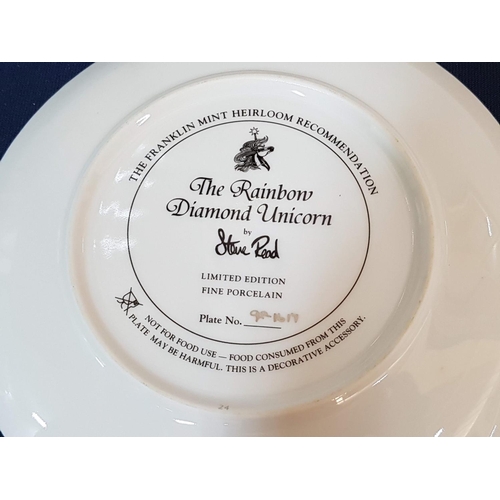 THE FRANKLIN MINT HEIRLOOM RECOMMENDATION
The Rainbow
Diamond Unicorn
by
Steve Read
LIMITED EDITION
FINE PORCELAIN
Plate No.
NOT FOR FOOD USE — FOOD CONSUMED FROM THIS
PLATE MAY BE HARMFUL. THIS IS A DECORATIVE ACCESSORY.
24